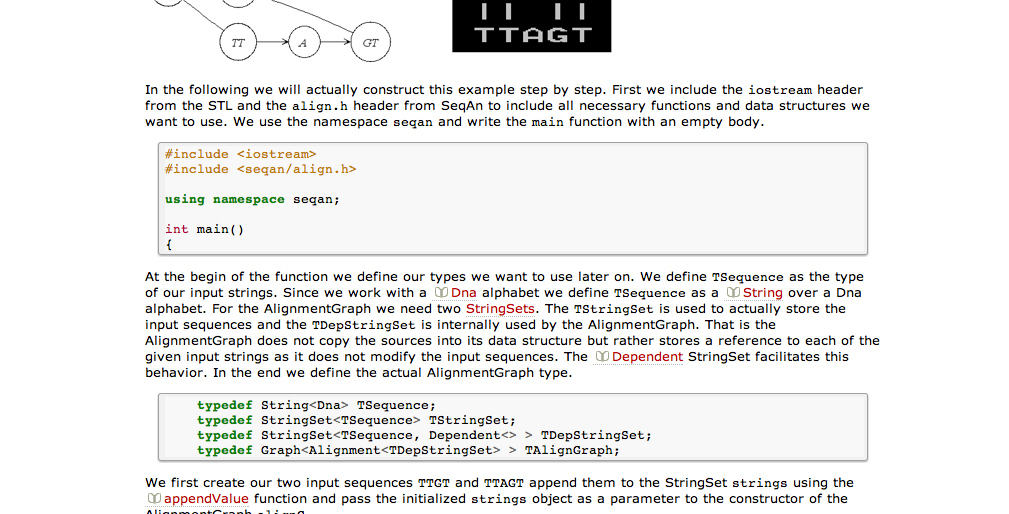 TTAGT
TT A GT
In the following we will actually construct this example step by step. First we include the iostream header
from the STL and the align.h header from SeqAn to include all necessary functions and data structures we
want to use. We use the namespace seqan and write the main function with an empty body.
#include <iostream>
#include <seqan/align.h>
using namespace seqan;
int main()
{
At the begin of the function we define our types we want to use later on. We define TSequence as the type
of our input strings. Since we work with a Dna alphabet we define TSequence as a String over a Dna
alphabet. For the AlignmentGraph we need two StringSets. The TStringSet is used to actually store the
input sequences and the TDepStringSet is internally used by the AlignmentGraph. That is the
AlignmentGraph does not copy the sources into its data structure but rather stores a reference to each of the
given input strings as it does not modify the input sequences. The Dependent StringSet facilitates this
behavior. In the end we define the actual AlignmentGraph type.
typedef String<Dna> TSequence;
typedef StringSet<TSequence> TStringSet;
typedef StringSet<TSequence, Dependent<> > TDepStringSet;
typedef Graph<Alignment<TDepStringSet> > TAlignGraph;
We first create our two input sequences TTGT and TTAGT append them to the StringSet strings using the
appendValue function and pass the initialized strings object as a parameter to the constructor of the